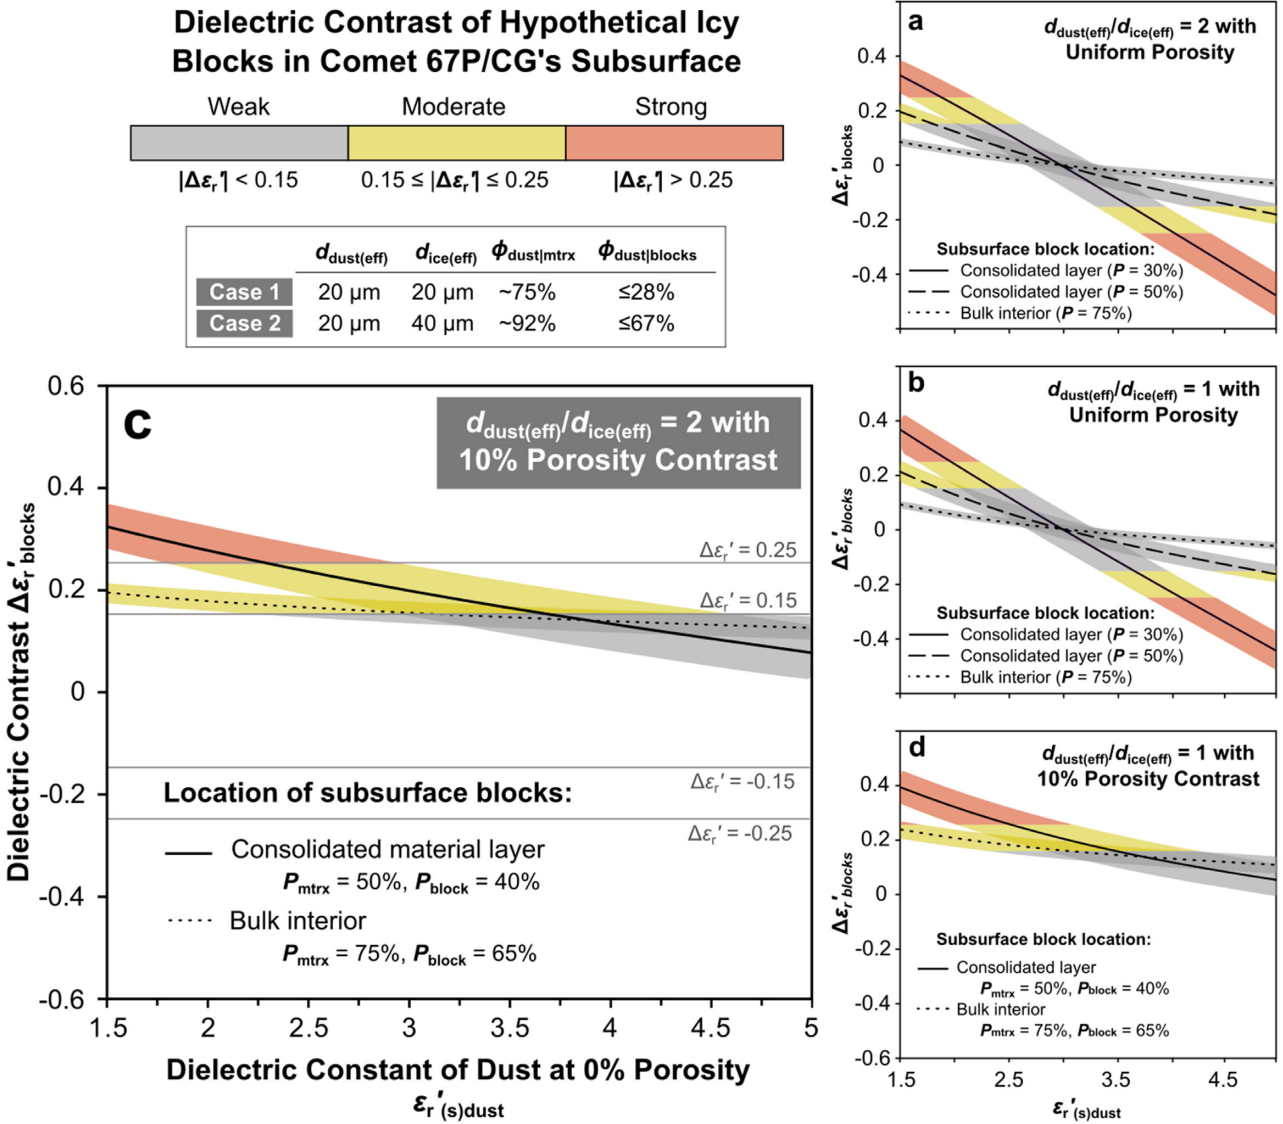 Dielectric Contrast of Hypothetical Icy
Blocks in Comet 67P/CG's Subsurface
Weak Moderate Strong
|Δεr′| < 0.15 0.15 ≤ |Δεr′| ≤ 0.25 |Δεr′| > 0.25
ddust(eff) dice(eff) ϕdust|mtrx ϕdust|blocks
Case 1 20 μm 20 μm ~75% ≤28%
Case 2 20 μm 40 μm ~92% ≤67%
c
ddust(eff)/dice(eff) = 2 with
10% Porosity Contrast
0.6
0.4
0.2
0
-0.2
-0.4
-0.6
Dielectric Contrast Δεr′blocks
Δεr′ = 0.25
Δεr′ = 0.15
Δεr′ = -0.15
Δεr′ = -0.25
Location of subsurface blocks:
Consolidated material layer
Pmtrx = 50%, Pblock = 40%
Bulk interior
Pmtrx = 75%, Pblock = 65%
1.5 2 2.5 3 3.5 4 4.5 5
Dielectric Constant of Dust at 0% Porosity
εr′(s)dust
a
ddust(eff)/dice(eff) = 2 with
Uniform Porosity
0.4
0.2
0
-0.2
-0.4
Δεr′blocks
Subsurface block location:
Consolidated layer (P = 30%)
Consolidated layer (P = 50%)
Bulk interior (P = 75%)
b
ddust(eff)/dice(eff) = 1 with
Uniform Porosity
0.4
0.2
0
-0.2
-0.4
Δεr′blocks
Subsurface block location:
Consolidated layer (P = 30%)
Consolidated layer (P = 50%)
Bulk interior (P = 75%)
d
ddust(eff)/dice(eff) = 1 with
10% Porosity Contrast
0.4
0.2
0
-0.2
-0.4
-0.6
Δεr′blocks
Subsurface block location:
Consolidated layer
Pmtrx = 50%, Pblock = 40%
Bulk interior
Pmtrx = 75%, Pblock = 65%
1.5 2.5 3.5 4.5
εr′(s)dust